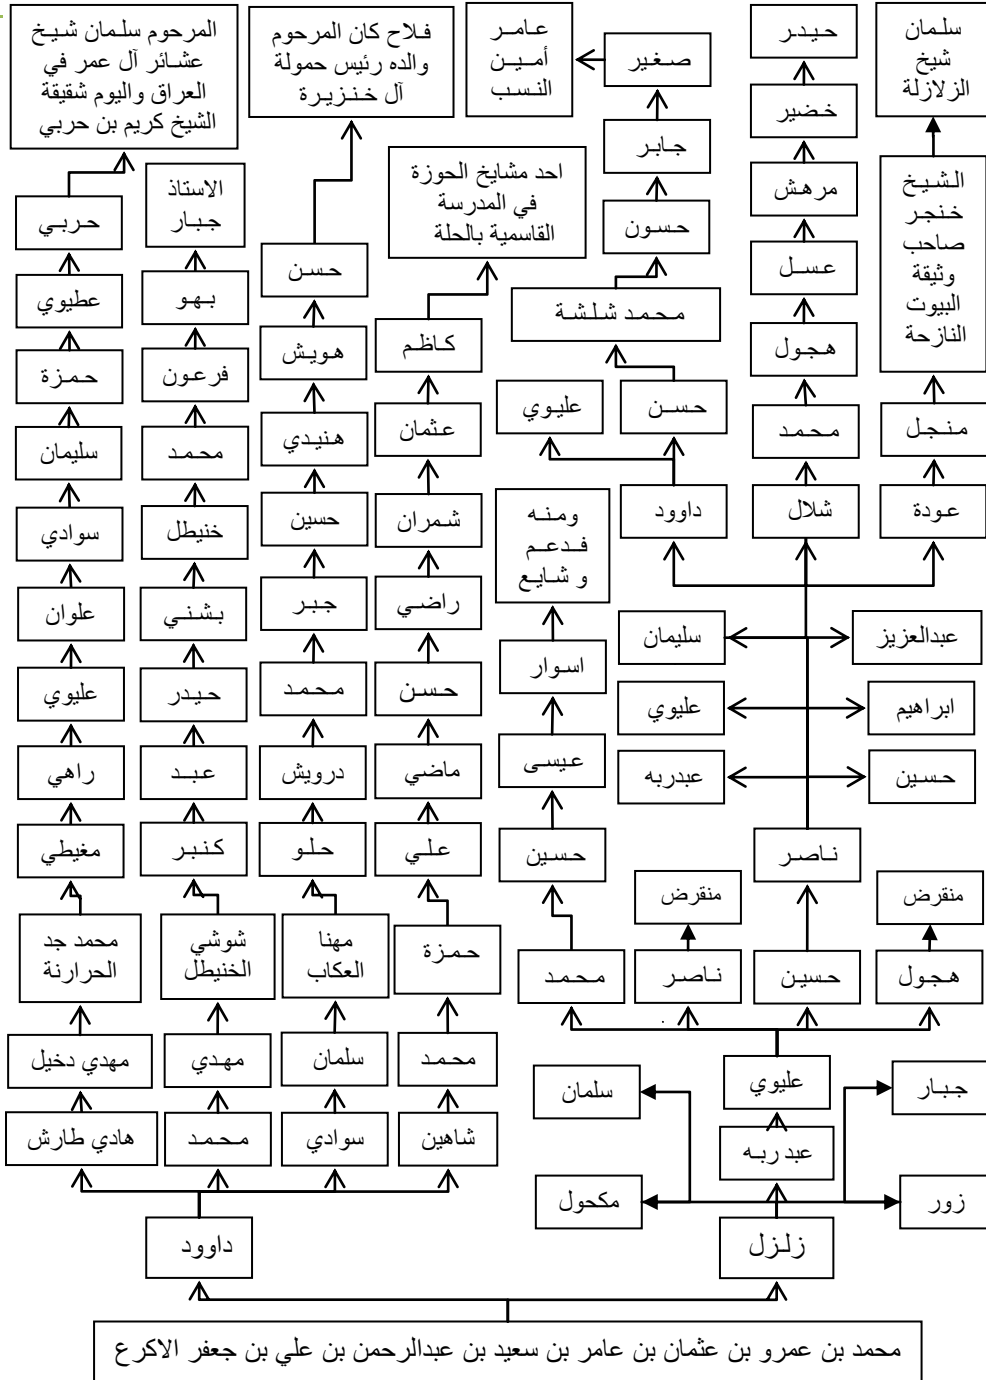 المرحوم سلمان شيخ
عشائر آل عمر في
العراق واليوم شقيقة
الشيخ كريم بن حربي
فلاح كان المرحوم
والده رئيس حمولة
آل خنزيرة
عامر
أمين
النسب
صغير
حيدر
سلمان
شيخ
الزلازلة
جابر
خضير
احد مشايخ الحوزة
في المدرسة
القاسمية بالحلة
الشيخ
خنجر
صاحب
وثيقة
البيوت
النازحة
الاستاذ
جبار
حربي
حسون
مرهش
حسن
عسل
عطيوي
بهو
محمد شلشة
هويش
كاظم
هجول
حمزة
فرعون
عليوي
حسن
محمد
منجل
سليمان
محمد
هنيدي
عثمان
سوادي
خنيطل
حسين
شمران
ومنه
فدعم
و شايع
داوود
شلال
عودة
علوان
بشني
جبر
راضي
سليمان
عبدالعزيز
عليوي
حيدر
محمد
حسن
اسوار
عليوي
ابراهيم
راهي
عبد
درويش
ماضي
عيسى
عبدربه
حسين
مغيطي
كنبر
حلو
علي
حسين
ناصر
منقرض
منقرض
محمد جد
الحرارنة
شوشي
الخنيطل
مهنا
العكاب
حمزة
محمد
ناصر
حسين
هجول
مهدي دخيل
مهدي
سلمان
محمد
سلمان
عليوي
جبار
هادي طارش
محمد
سوادي
شاهين
عبد ربه
مكحول
زور
داوود
زلزل
محمد بن عمرو بن عثمان بن عامر بن سعيد بن عبدالرحمن بن علي بن جعفر الاكرع